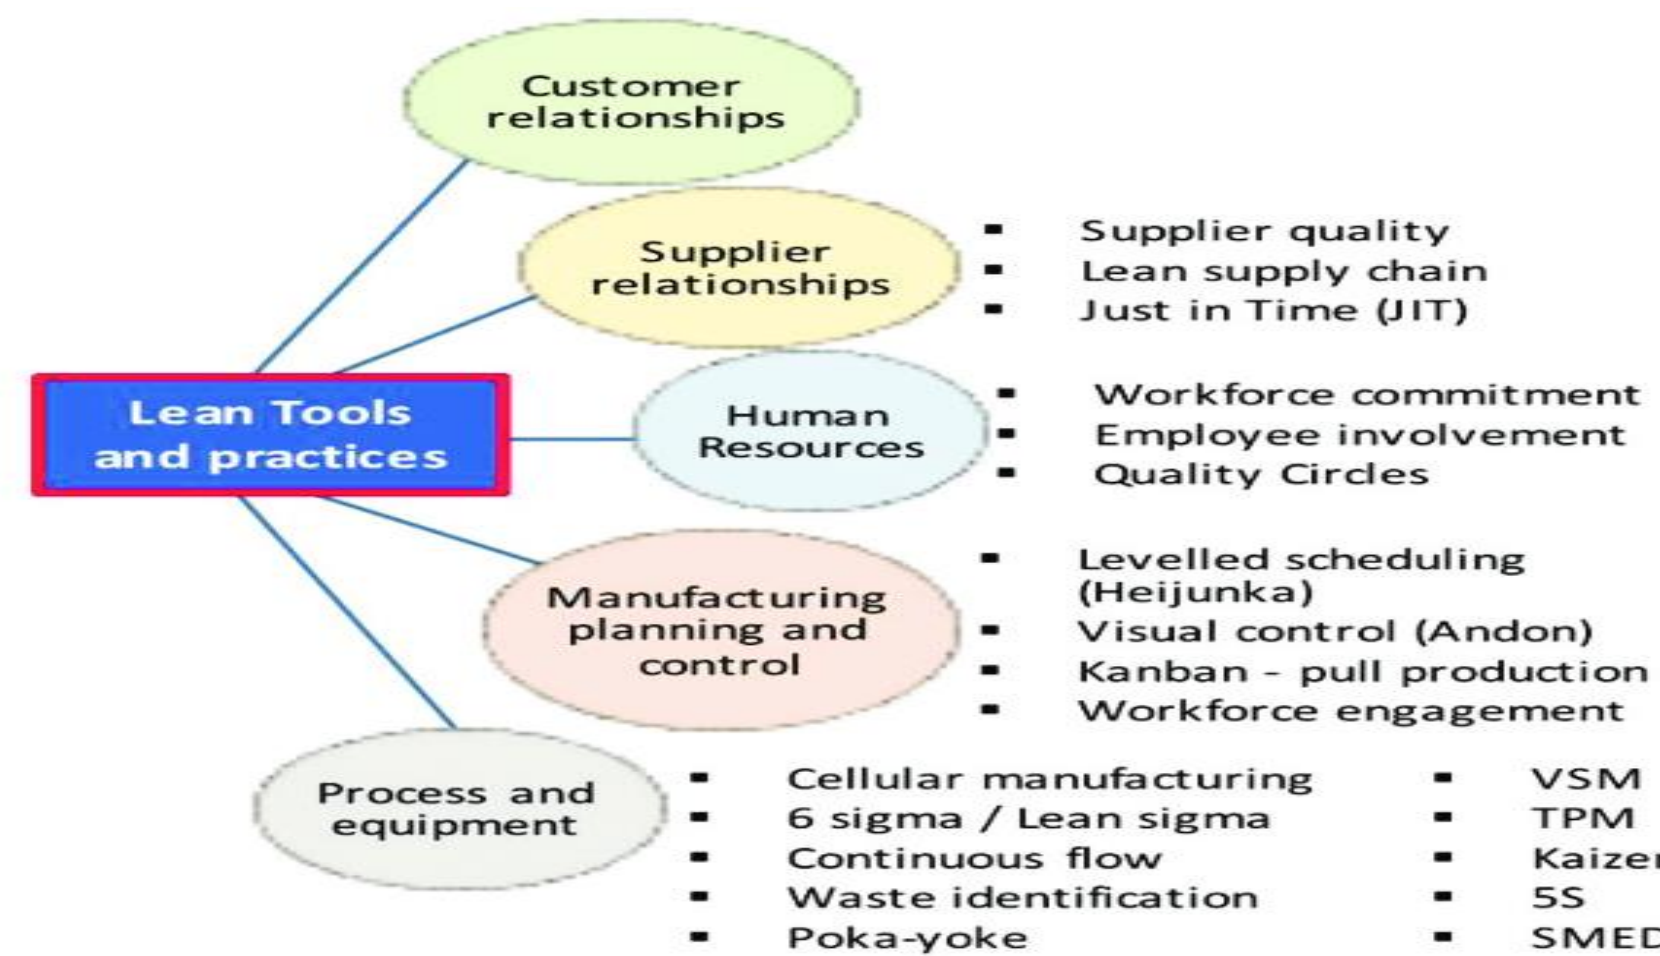 Customer
relationships
Supplier
relationships
▪ Supplier quality
▪ Lean supply chain
▪ Just in Time (JIT)
Lean Tools
and practices
Human
Resources
▪ Workforce commitment
▪ Employee involvement
▪ Quality Circles
Manufacturing
planning and
control
▪ Levelled scheduling
(Heijunka)
▪ Visual control (Andon)
▪ Kanban - pull production
▪ Workforce engagement
Process and
equipment
▪ Cellular manufacturing
▪ 6 sigma / Lean sigma
▪ Continuous flow
▪ Waste identification
▪ Poka-yoke
▪ VSM
▪ TPM
▪ Kaizen
▪ 5S
▪ SMED